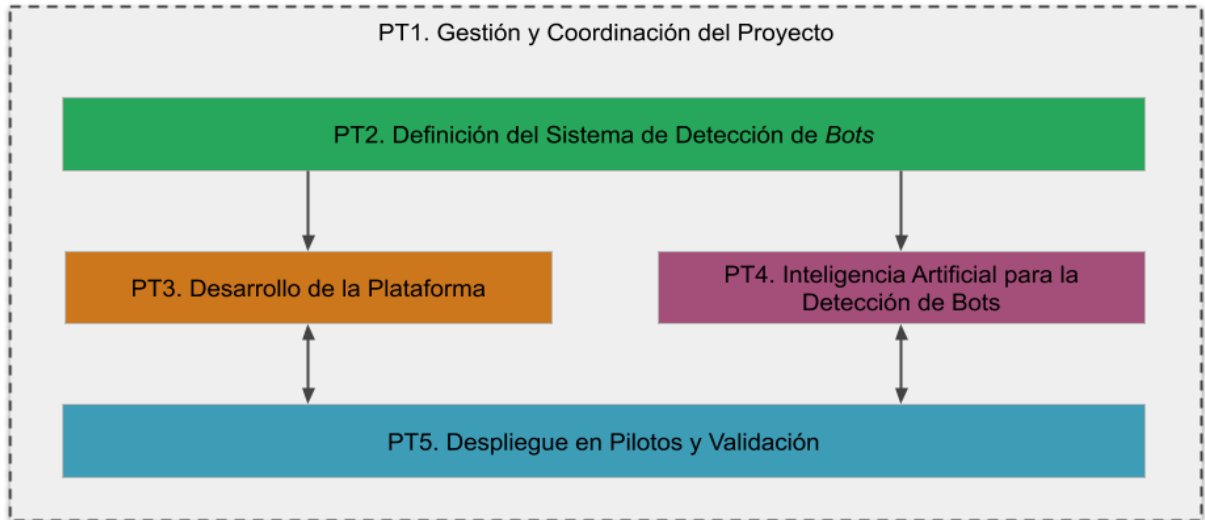 PT1. Gestión y Coordinación del Proyecto
PT2. Definición del Sistema de Detección de Bots
PT3. Desarrollo de la Plataforma
PT4. Inteligencia Artificial para la
Detección de Bots
PT5. Despliegue en Pilotos y Validación